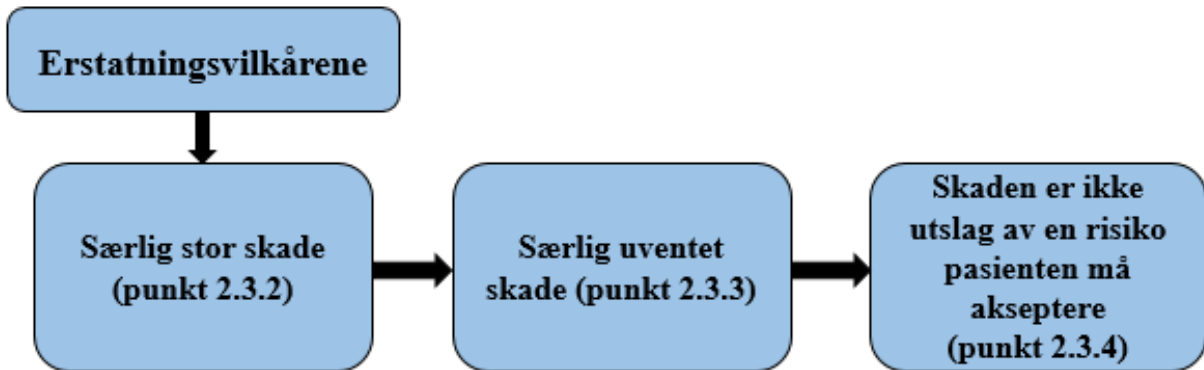 Erstatningsvilkårene
Særlig stor skade
(punkt 2.3.2)
Særlig uventet
skade (punkt 2.3.3)
Skaden er ikke
utslag av en risiko
pasienten må
akseptere
(punkt 2.3.4)